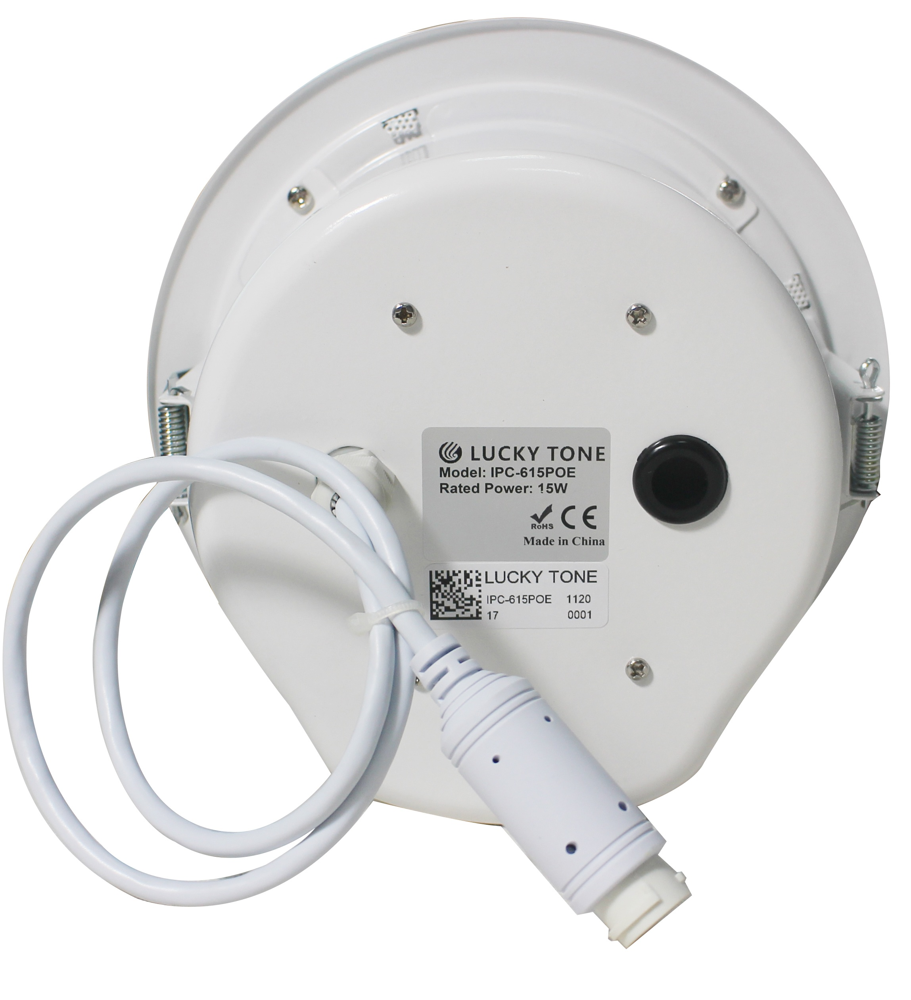 LUCKY TONE
Model: IPC-615POE
Rated Power: 15W
RoHS CE
Made in China
LUCKY TONE
IPC-615POE 1120
17 0001